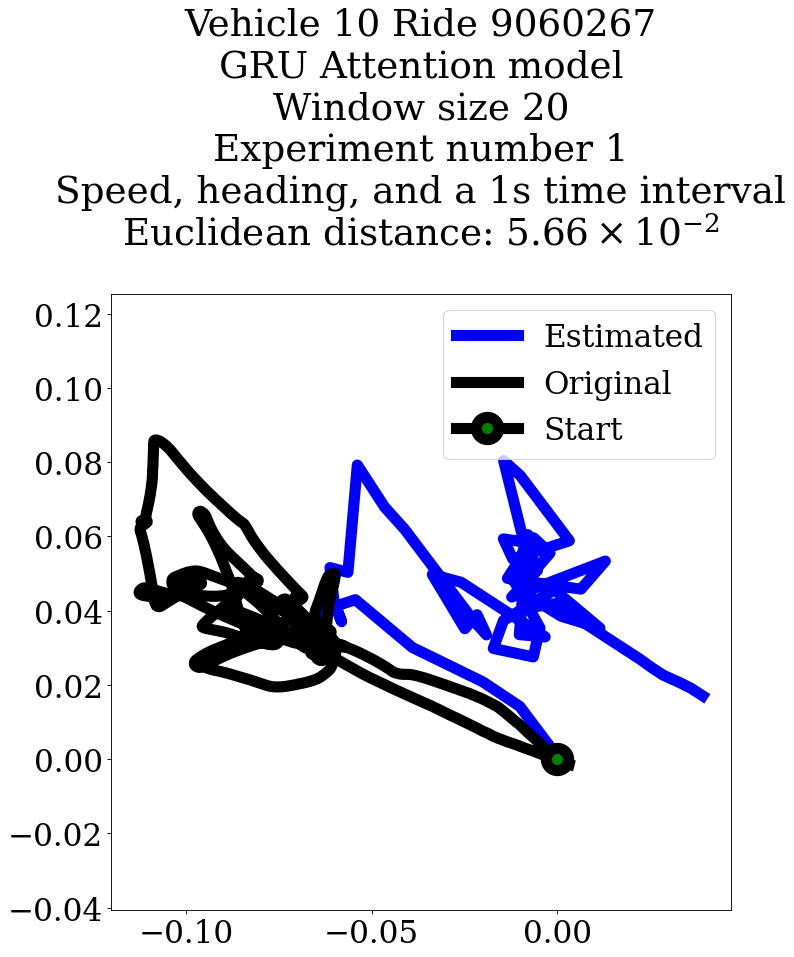 Vehicle 10 Ride 9060267
GRU Attention model
Window size 20
Experiment number 1
Speed, heading, and a 1s time interval
Euclidean distance: 5.66 × 10⁻²
Estimated
Original
Start
0.12
0.10
0.08
0.06
0.04
0.02
0.00
−0.02
−0.04
−0.10
−0.05
0.00